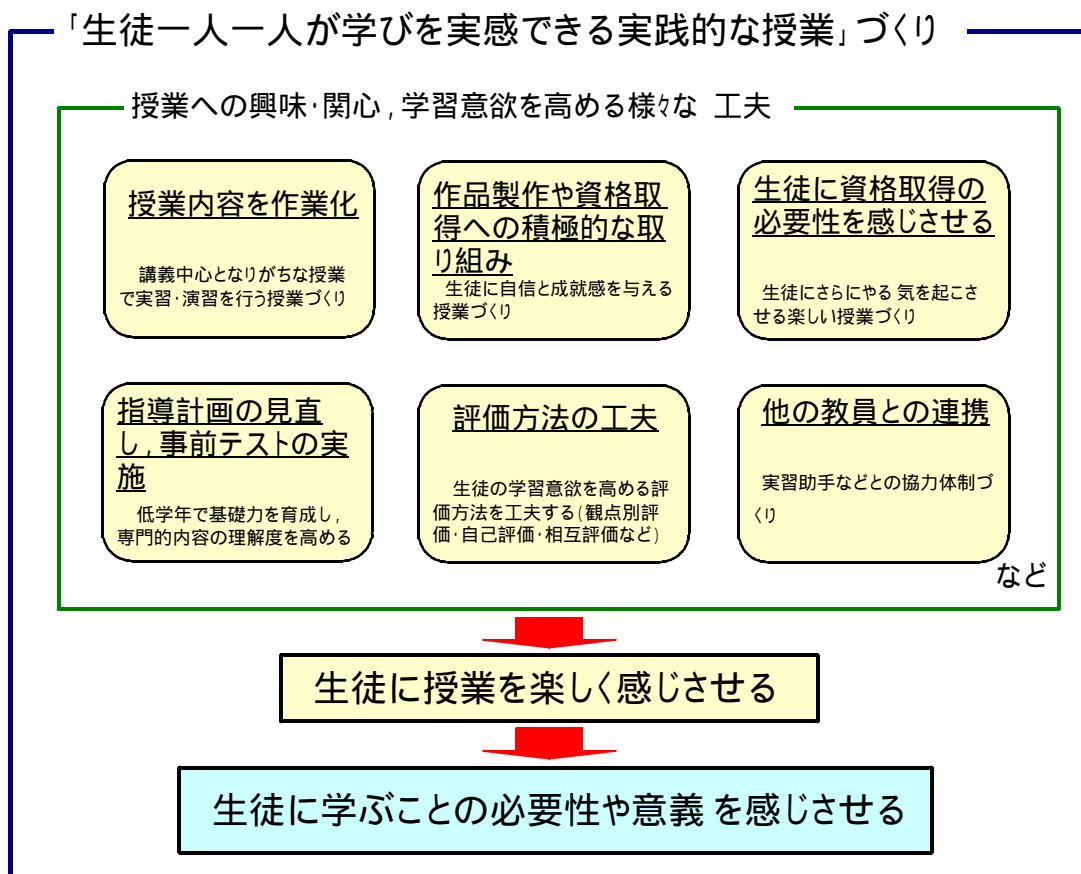 「生徒一人一人が学びを実感できる実践的な授業」づくり
授業への興味・関心,学習意欲を高める様々な 工夫
授業内容を作業化
講義中心となりがちな授業
で実習・演習を行う授業づくり
作品製作や資格取
得への積極的な取
り組み
生徒に自信と成就感を与える
授業づくり
生徒に資格取得の
必要性を感じさせる
生徒にさらにやる 気を起こさ
せる楽しい授業づくり
指導計画の見直
し,事前テストの実
施
低学年で基礎力を育成し,
専門的内容の理解度を高める
評価方法の工夫
生徒の学習意欲を高める評
価方法を工夫する(観点別評
価・自己評価・相互評価など)
他の教員との連携
実習助手などとの協力体制づ
くり
など
生徒に授業を楽しく感じさせる
生徒に学ぶことの必要性や意義 を感じさせる